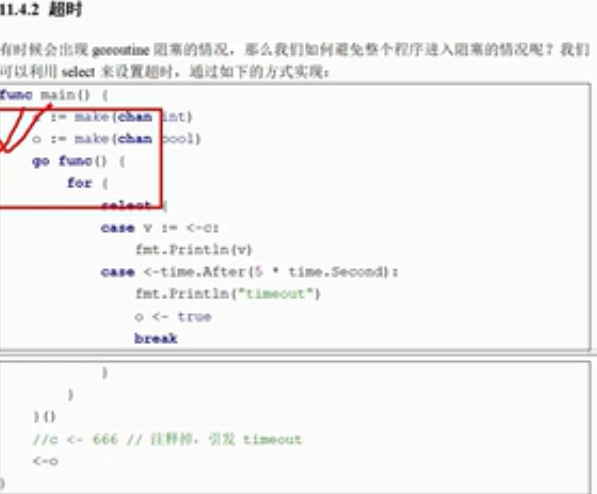 11.4.2 超时
有时候会出现 goroutine 阻塞的情况，那么我们如何避免整个程序进入阻塞的情况呢？我们
可以利用 select 来设置超时，通过如下的方式实现：
func main() {
:= make(chan int)
o := make(chan bool)
go func() {
for {
select {
case v := <-c:
fmt.Println(v)
case <-time.After(5 * time.Second):
fmt.Println("timeout")
o <- true
break
}
}
}()
//c <- 666 // 注释掉，引发 timeout
<-o
}